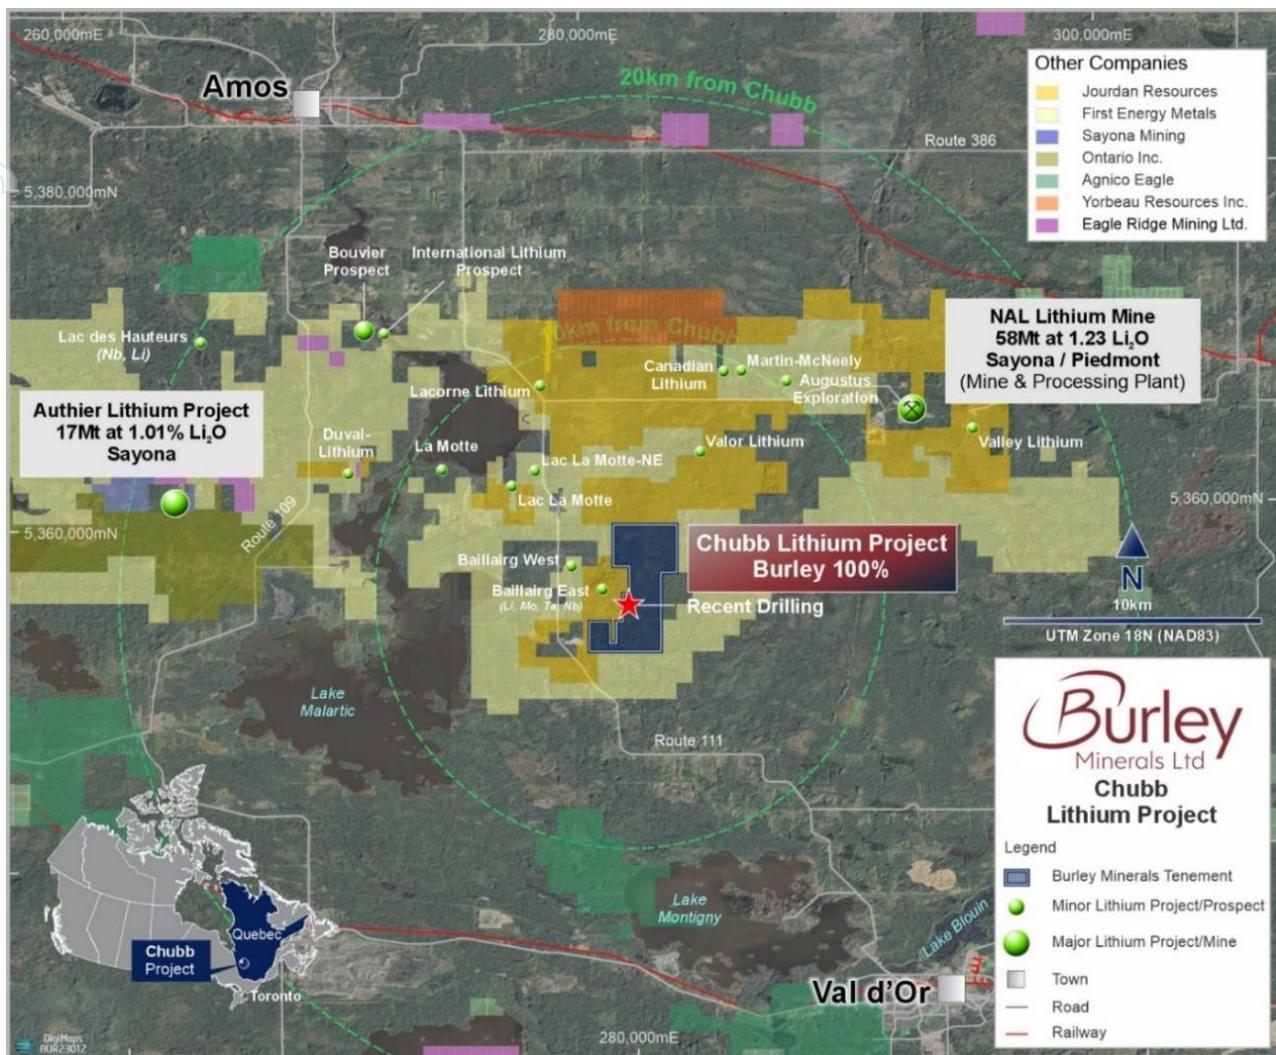 260,000mE
280,000mE
300,000mE
Other Companies
Jourdan Resources
First Energy Metals
Sayona Mining
Ontario Inc.
Agnico Eagle
Yorbeau Resources Inc.
Eagle Ridge Mining Ltd.
Amos
20km from Chubb
Route 386
5,380,000mN
Bouvier
Prospect
International Lithium
Prospect
Lac des Hauteurs
(Nb, Li)
10km from Chubb
NAL Lithium Mine
58Mt at 1.23 Li₂O
Sayona / Piedmont
(Mine & Processing Plant)
Canadian
Lithium
Martin-McNeely
Augustus
Exploration
Lacorne Lithium
Authier Lithium Project
17Mt at 1.01% Li₂O
Sayona
Duval-
Lithium
La Motte
Lac La Motte-NE
Lac La Motte
Valor Lithium
Valley Lithium
5,360,000mN
5,360,000mN
Route 109
Chubb Lithium Project
Burley 100%
Baillairg West
Baillairg East
(Li, Mo, Ta, Nb)
Recent Drilling
N
10km
UTM Zone 18N (NAD83)
Lake
Malartic
Route 111
Burley
Minerals Ltd
Chubb
Lithium Project
Legend
Burley Minerals Tenement
Minor Lithium Project/Prospect
Major Lithium Project/Mine
Town
Road
Railway
Lake
Montigny
Lake Blouin
Val d'Or
Quebec
Chubb
Project
Toronto
280,000mE
DigiMaps
BUR23012